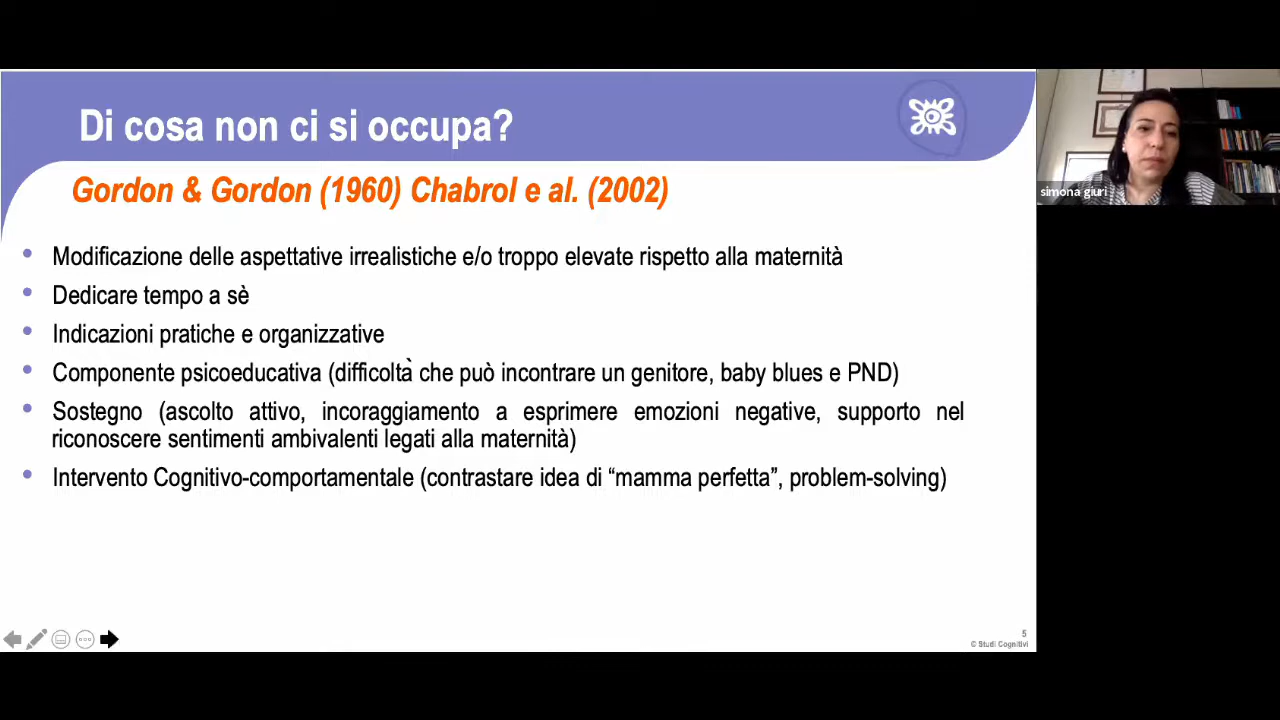 Di cosa non ci si occupa?
Gordon & Gordon (1960) Chabrol e al. (2002)
• Modificazione delle aspettative irrealistiche e/o troppo elevate rispetto alla maternità
• Dedicare tempo a sè
• Indicazioni pratiche e organizzative
• Componente psicoeducativa (difficoltà che può incontrare un genitore, baby blues e PND)
• Sostegno (ascolto attivo, incoraggiamento a esprimere emozioni negative, supporto nel
riconoscere sentimenti ambivalenti legati alla maternità)
• Intervento Cognitivo-comportamentale (contrastare idea di “mamma perfetta”, problem-solving)
5
© Studi Cognitivi
simona giuri